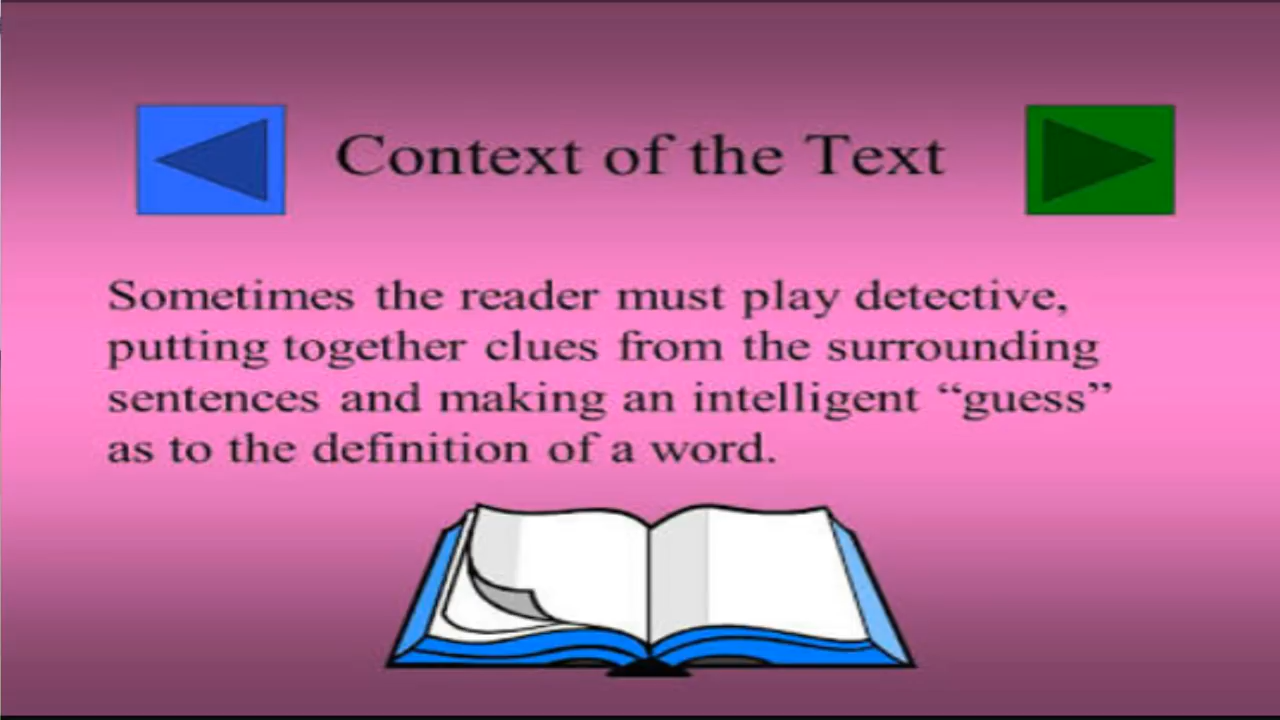 Context of the Text
Sometimes the reader must play detective,
putting together clues from the surrounding
sentences and making an intelligent “guess”
as to the definition of a word.